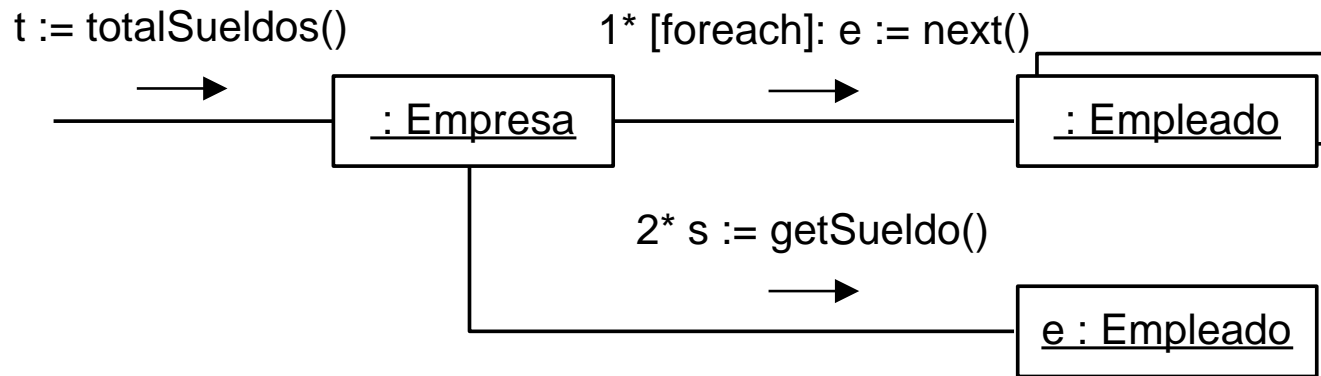 t := totalSueldos()
1* [foreach]: e := next()
: Empresa
: Empleado
2* s := getSueldo()
e : Empleado